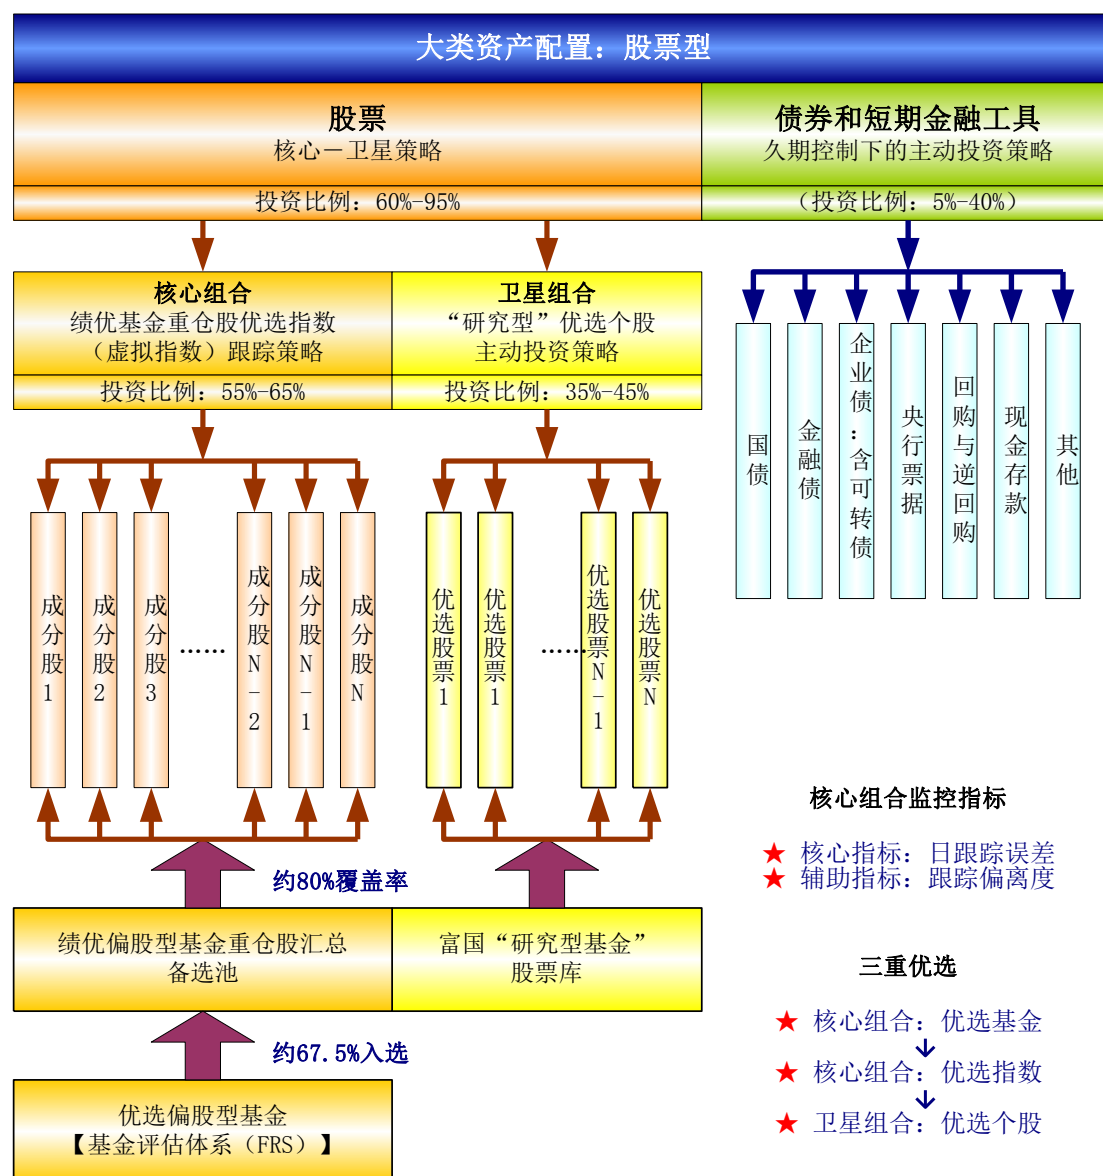 大类资产配置：股票型
股票
核心－卫星策略
投资比例：60%-95%
债券和短期金融工具
久期控制下的主动投资策略
（投资比例：5%-40%）
核心组合
绩优基金重仓股优选指数
（虚拟指数）跟踪策略
投资比例：55%-65%
卫星组合
“研究型”优选个股
主动投资策略
投资比例：35%-45%
国债
金融债
企业债：含可转债
央行票据
回购与逆回购
现金存款
其他
成分股1
成分股2
成分股3
……
成分股N-2
成分股N-1
成分股N
优选股票1
优选股票1
……
优选股票N-1
优选股票N
约80%覆盖率
绩优偏股型基金重仓股汇总
备选池
富国“研究型基金”
股票库
约67.5%入选
优选偏股型基金
【基金评估体系（FRS）】
核心组合监控指标
★ 核心指标：日跟踪误差
★ 辅助指标：跟踪偏离度
三重优选
★ 核心组合：优选基金
★ 核心组合：优选指数
★ 卫星组合：优选个股